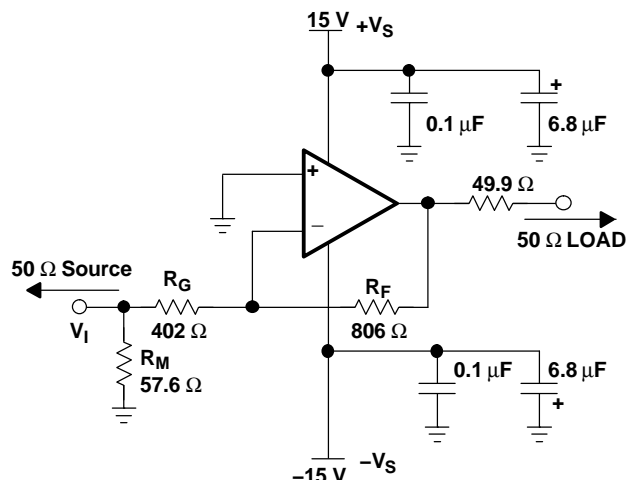 15 V
+VS
+
0.1 µF
6.8 µF
+
−
49.9 Ω
50 Ω LOAD
50 Ω Source
RG
RF
VI
402 Ω
806 Ω
RM
57.6 Ω
0.1 µF
6.8 µF
+
−VS
−15 V